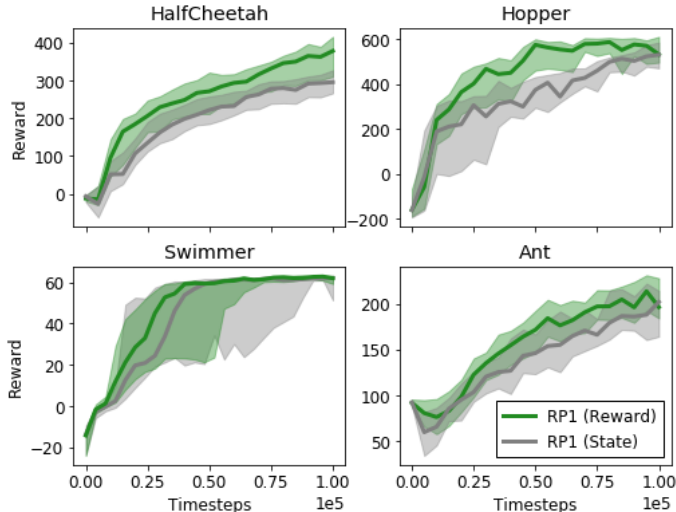 HalfCheetah
Hopper
400
300
200
100
0
Reward
600
400
200
0
−200
Swimmer
Ant
60
40
20
0
−20
Reward
200
150
100
50
RP1 (Reward)
RP1 (State)
0.00 0.25 0.50 0.75 1.00
Timesteps 1e5
0.00 0.25 0.50 0.75 1.00
Timesteps 1e5